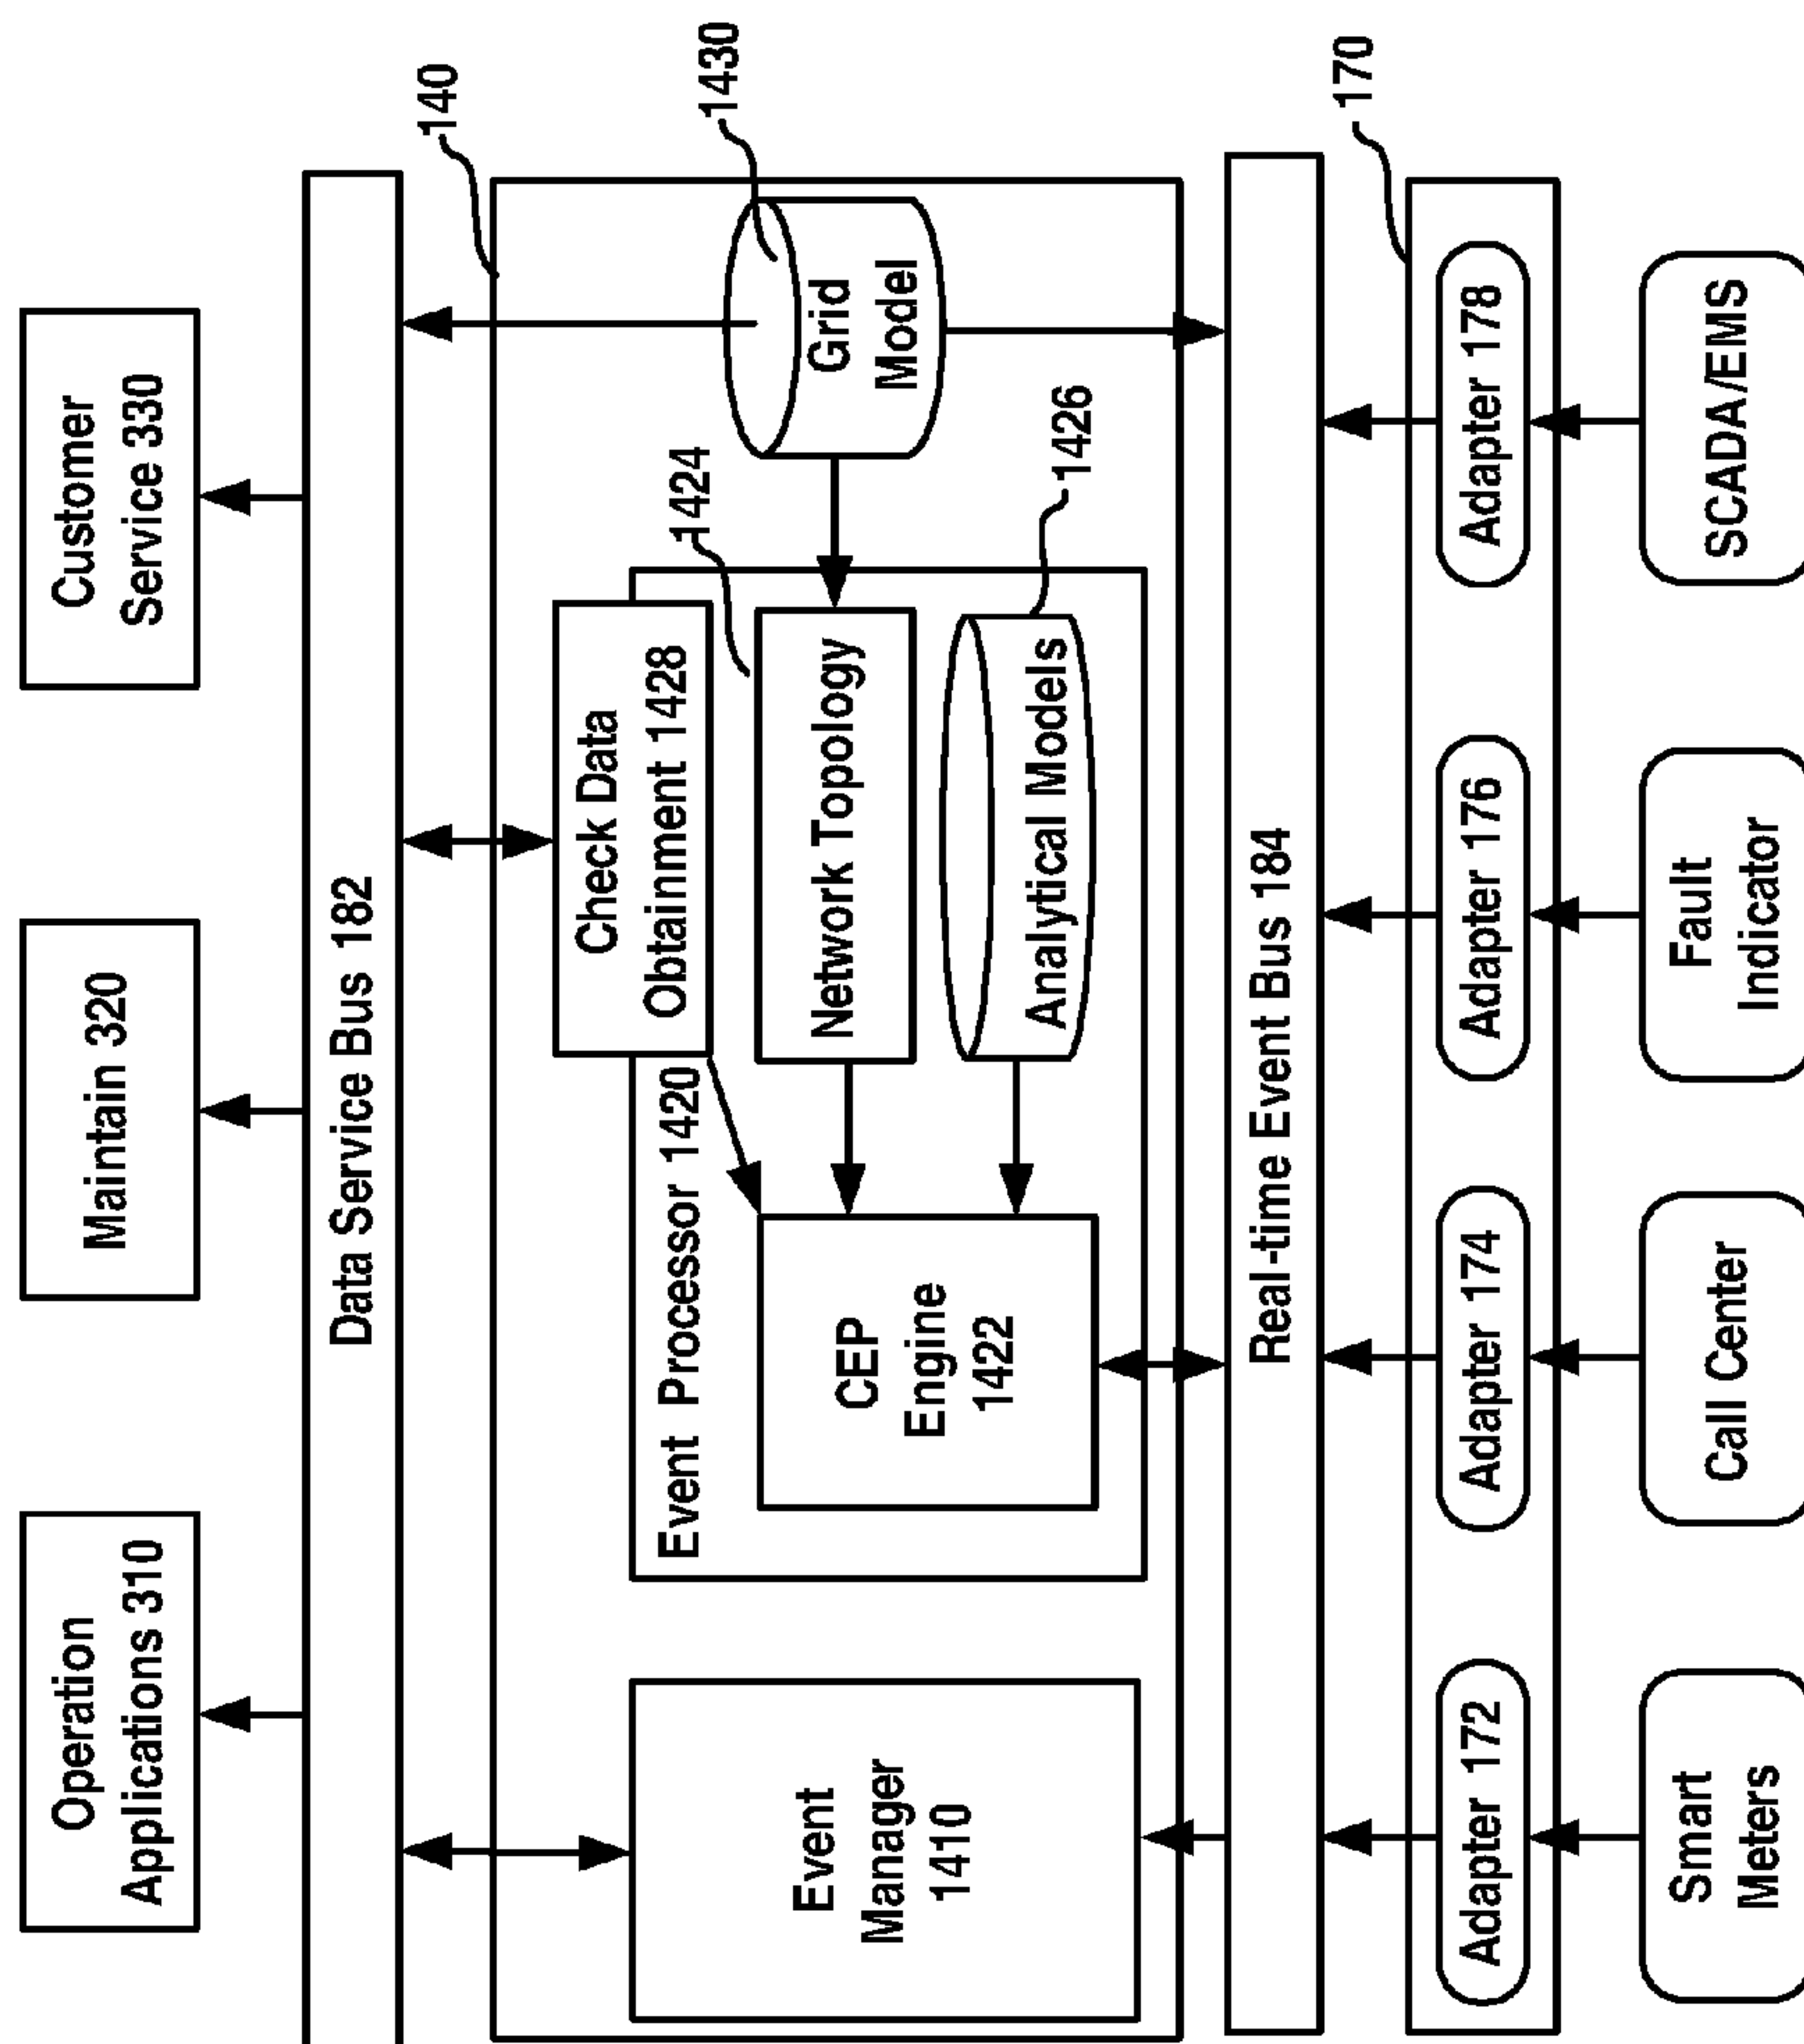 Operation
Applications 310
Maintain 320
Customer
Service 330
Data Service Bus 182
140
Event
Manager
1410
Event Processor 1420
Check Data
Obtainment 1428
CEP
Engine
1422
Network Topology
1424
Analytical Models
1426
Grid
Model
1430
Real-time Event Bus 184
170
Adapter 172
Adapter 174
Adapter 176
Adapter 178
Smart
Meters
Call Center
Fault
Indicator
SCADA/EMS